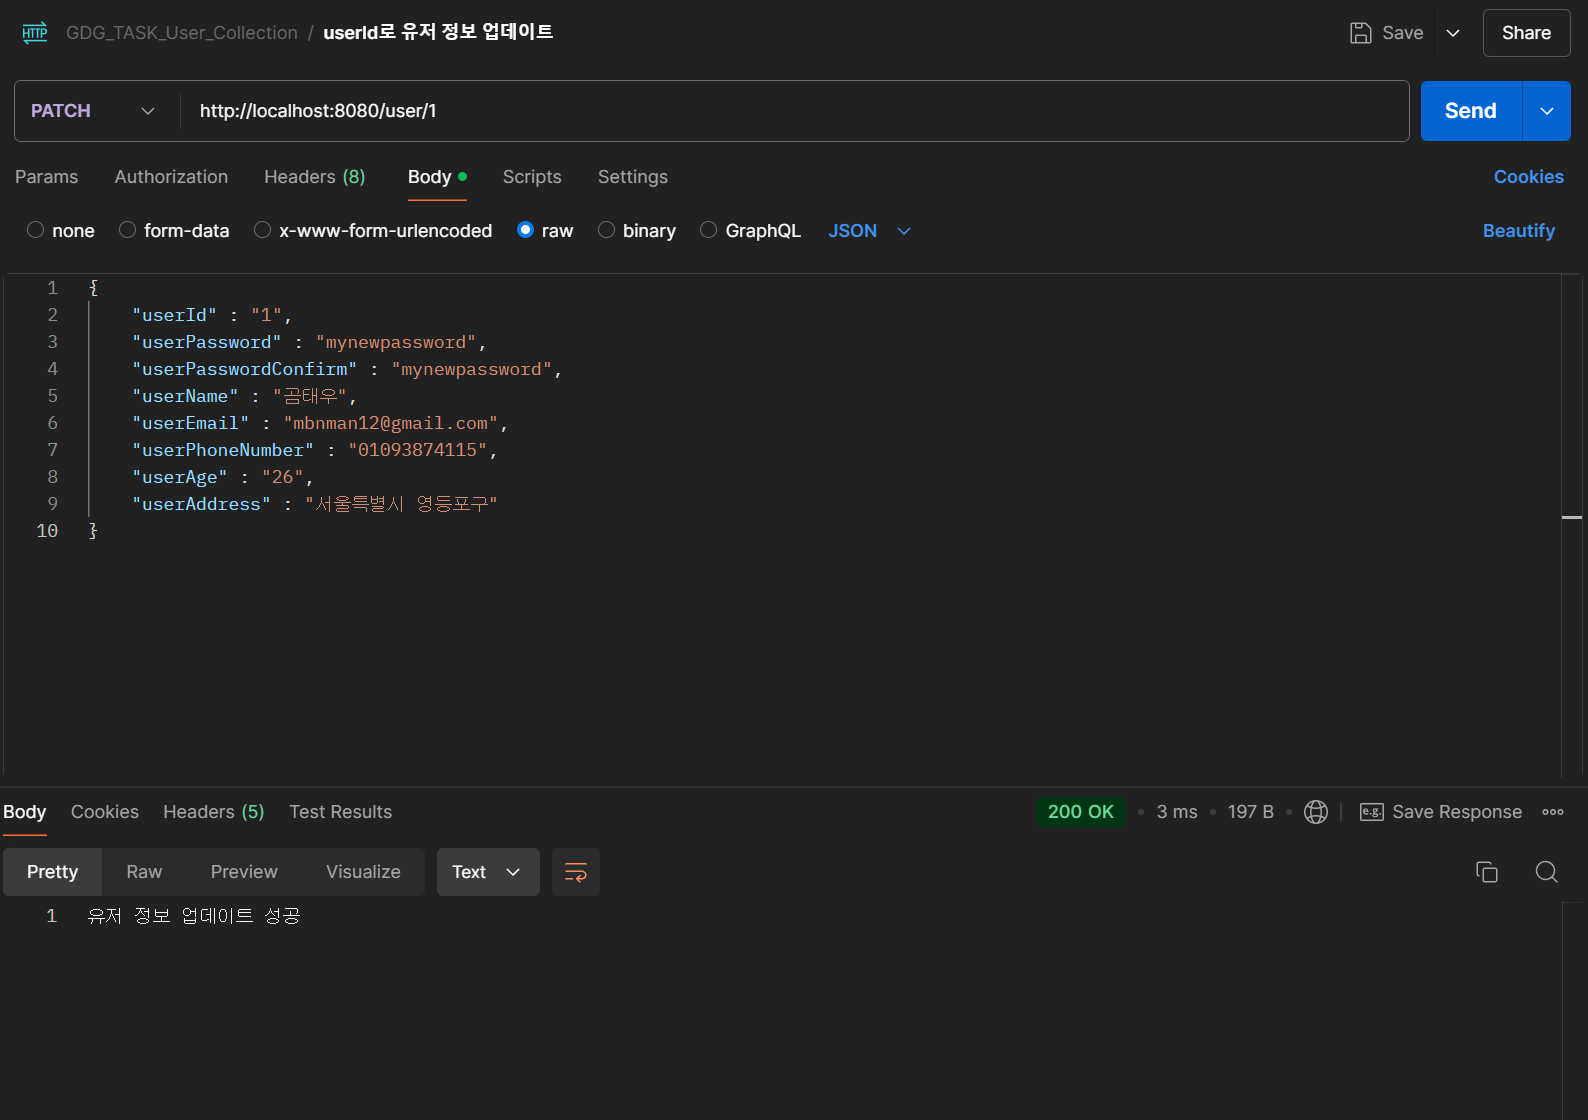 HTTP GDG_TASK_User_Collection / userId로 유저 정보 업데이트 Save Share
PATCH http://localhost:8080/user/1 Send
Params Authorization Headers (8) Body Scripts Settings Cookies
none form-data x-www-form-urlencoded raw binary GraphQL JSON Beautify
1 {
2 "userId" : "1",
3 "userPassword" : "mynewpassword",
4 "userPasswordConfirm" : "mynewpassword",
5 "userName" : "곰태우",
6 "userEmail" : "mbnman12@gmail.com",
7 "userPhoneNumber" : "01093874115",
8 "userAge" : "26",
9 "userAddress" : "서울특별시 영등포구"
10 }
Body Cookies Headers (5) Test Results 200 OK • 3 ms • 197 B • e.g. Save Response
Pretty Raw Preview Visualize Text
1 유저 정보 업데이트 성공